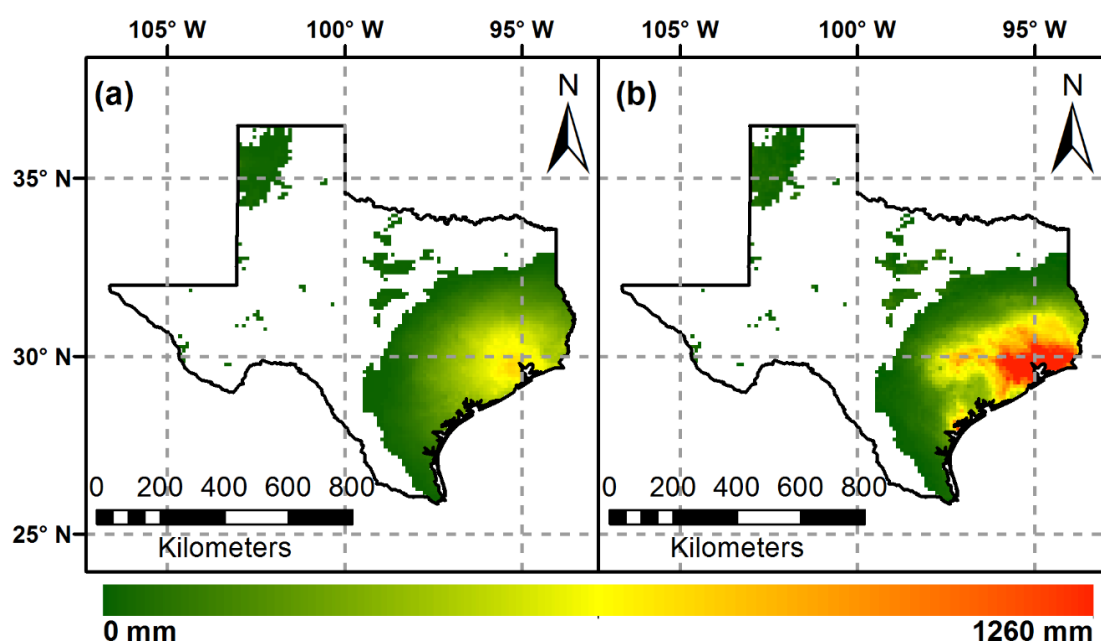 105° W 100° W 95° W 105° W 100° W 95° W
(a) N (b) N
35° N
30° N
0 200 400 600 800 0 200 400 600 800
Kilometers Kilometers
25° N
0 mm 1260 mm